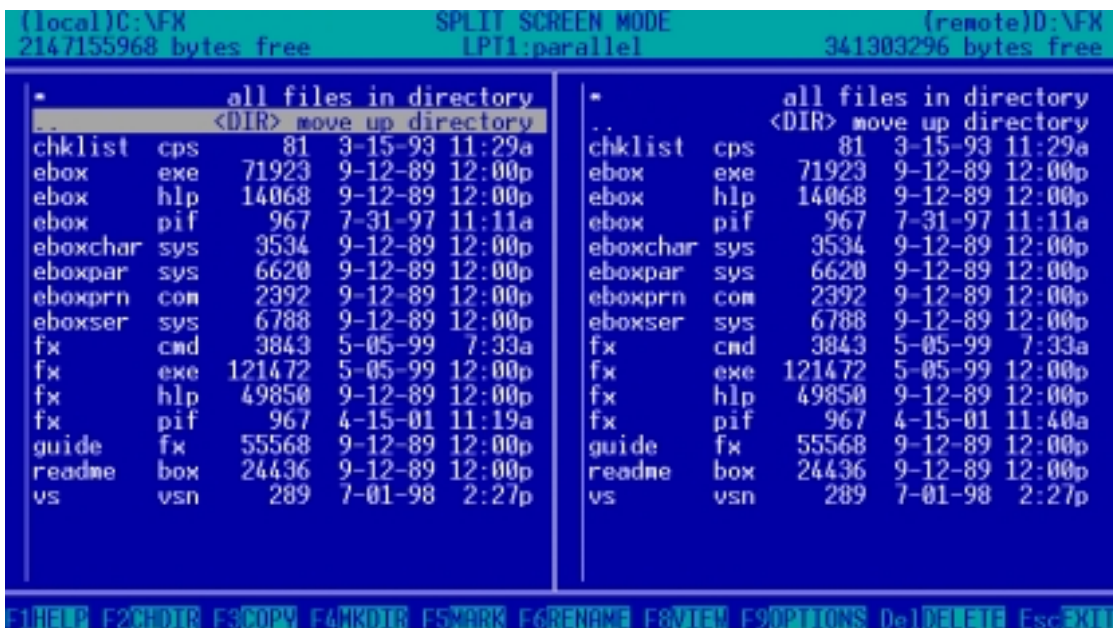 (local)C:\FX SPLIT SCREEN MODE (remote)D:\FX
2147155968 bytes free LPT1:parallel 341303296 bytes free
* all files in directory
.. <DIR> move up directory
chklist cps 81 3-15-93 11:29a
ebox exe 71923 9-12-89 12:00p
ebox hlp 14068 9-12-89 12:00p
ebox pif 967 7-31-97 11:11a
eboxchar sys 3534 9-12-89 12:00p
eboxpar sys 6620 9-12-89 12:00p
eboxprn com 2392 9-12-89 12:00p
eboxser sys 6788 9-12-89 12:00p
fx cmd 3843 5-05-99 7:33a
fx exe 121472 5-05-99 12:00p
fx hlp 49850 9-12-89 12:00p
fx pif 967 4-15-01 11:19a
guide fx 55568 9-12-89 12:00p
readme box 24436 9-12-89 12:00p
vs vsn 289 7-01-98 2:27p
* all files in directory
.. <DIR> move up directory
chklist cps 81 3-15-93 11:29a
ebox exe 71923 9-12-89 12:00p
ebox hlp 14068 9-12-89 12:00p
ebox pif 967 7-31-97 11:11a
eboxchar sys 3534 9-12-89 12:00p
eboxpar sys 6620 9-12-89 12:00p
eboxprn com 2392 9-12-89 12:00p
eboxser sys 6788 9-12-89 12:00p
fx cmd 3843 5-05-99 7:33a
fx exe 121472 5-05-99 12:00p
fx hlp 49850 9-12-89 12:00p
fx pif 967 4-15-01 11:40a
guide fx 55568 9-12-89 12:00p
readme box 24436 9-12-89 12:00p
vs vsn 289 7-01-98 2:27p
F1HELP F2CHDIR F3COPY F4MKDIR F5MARK F6RENAME F8VIEW F9OPTIONS DelDELETE EscEXIT